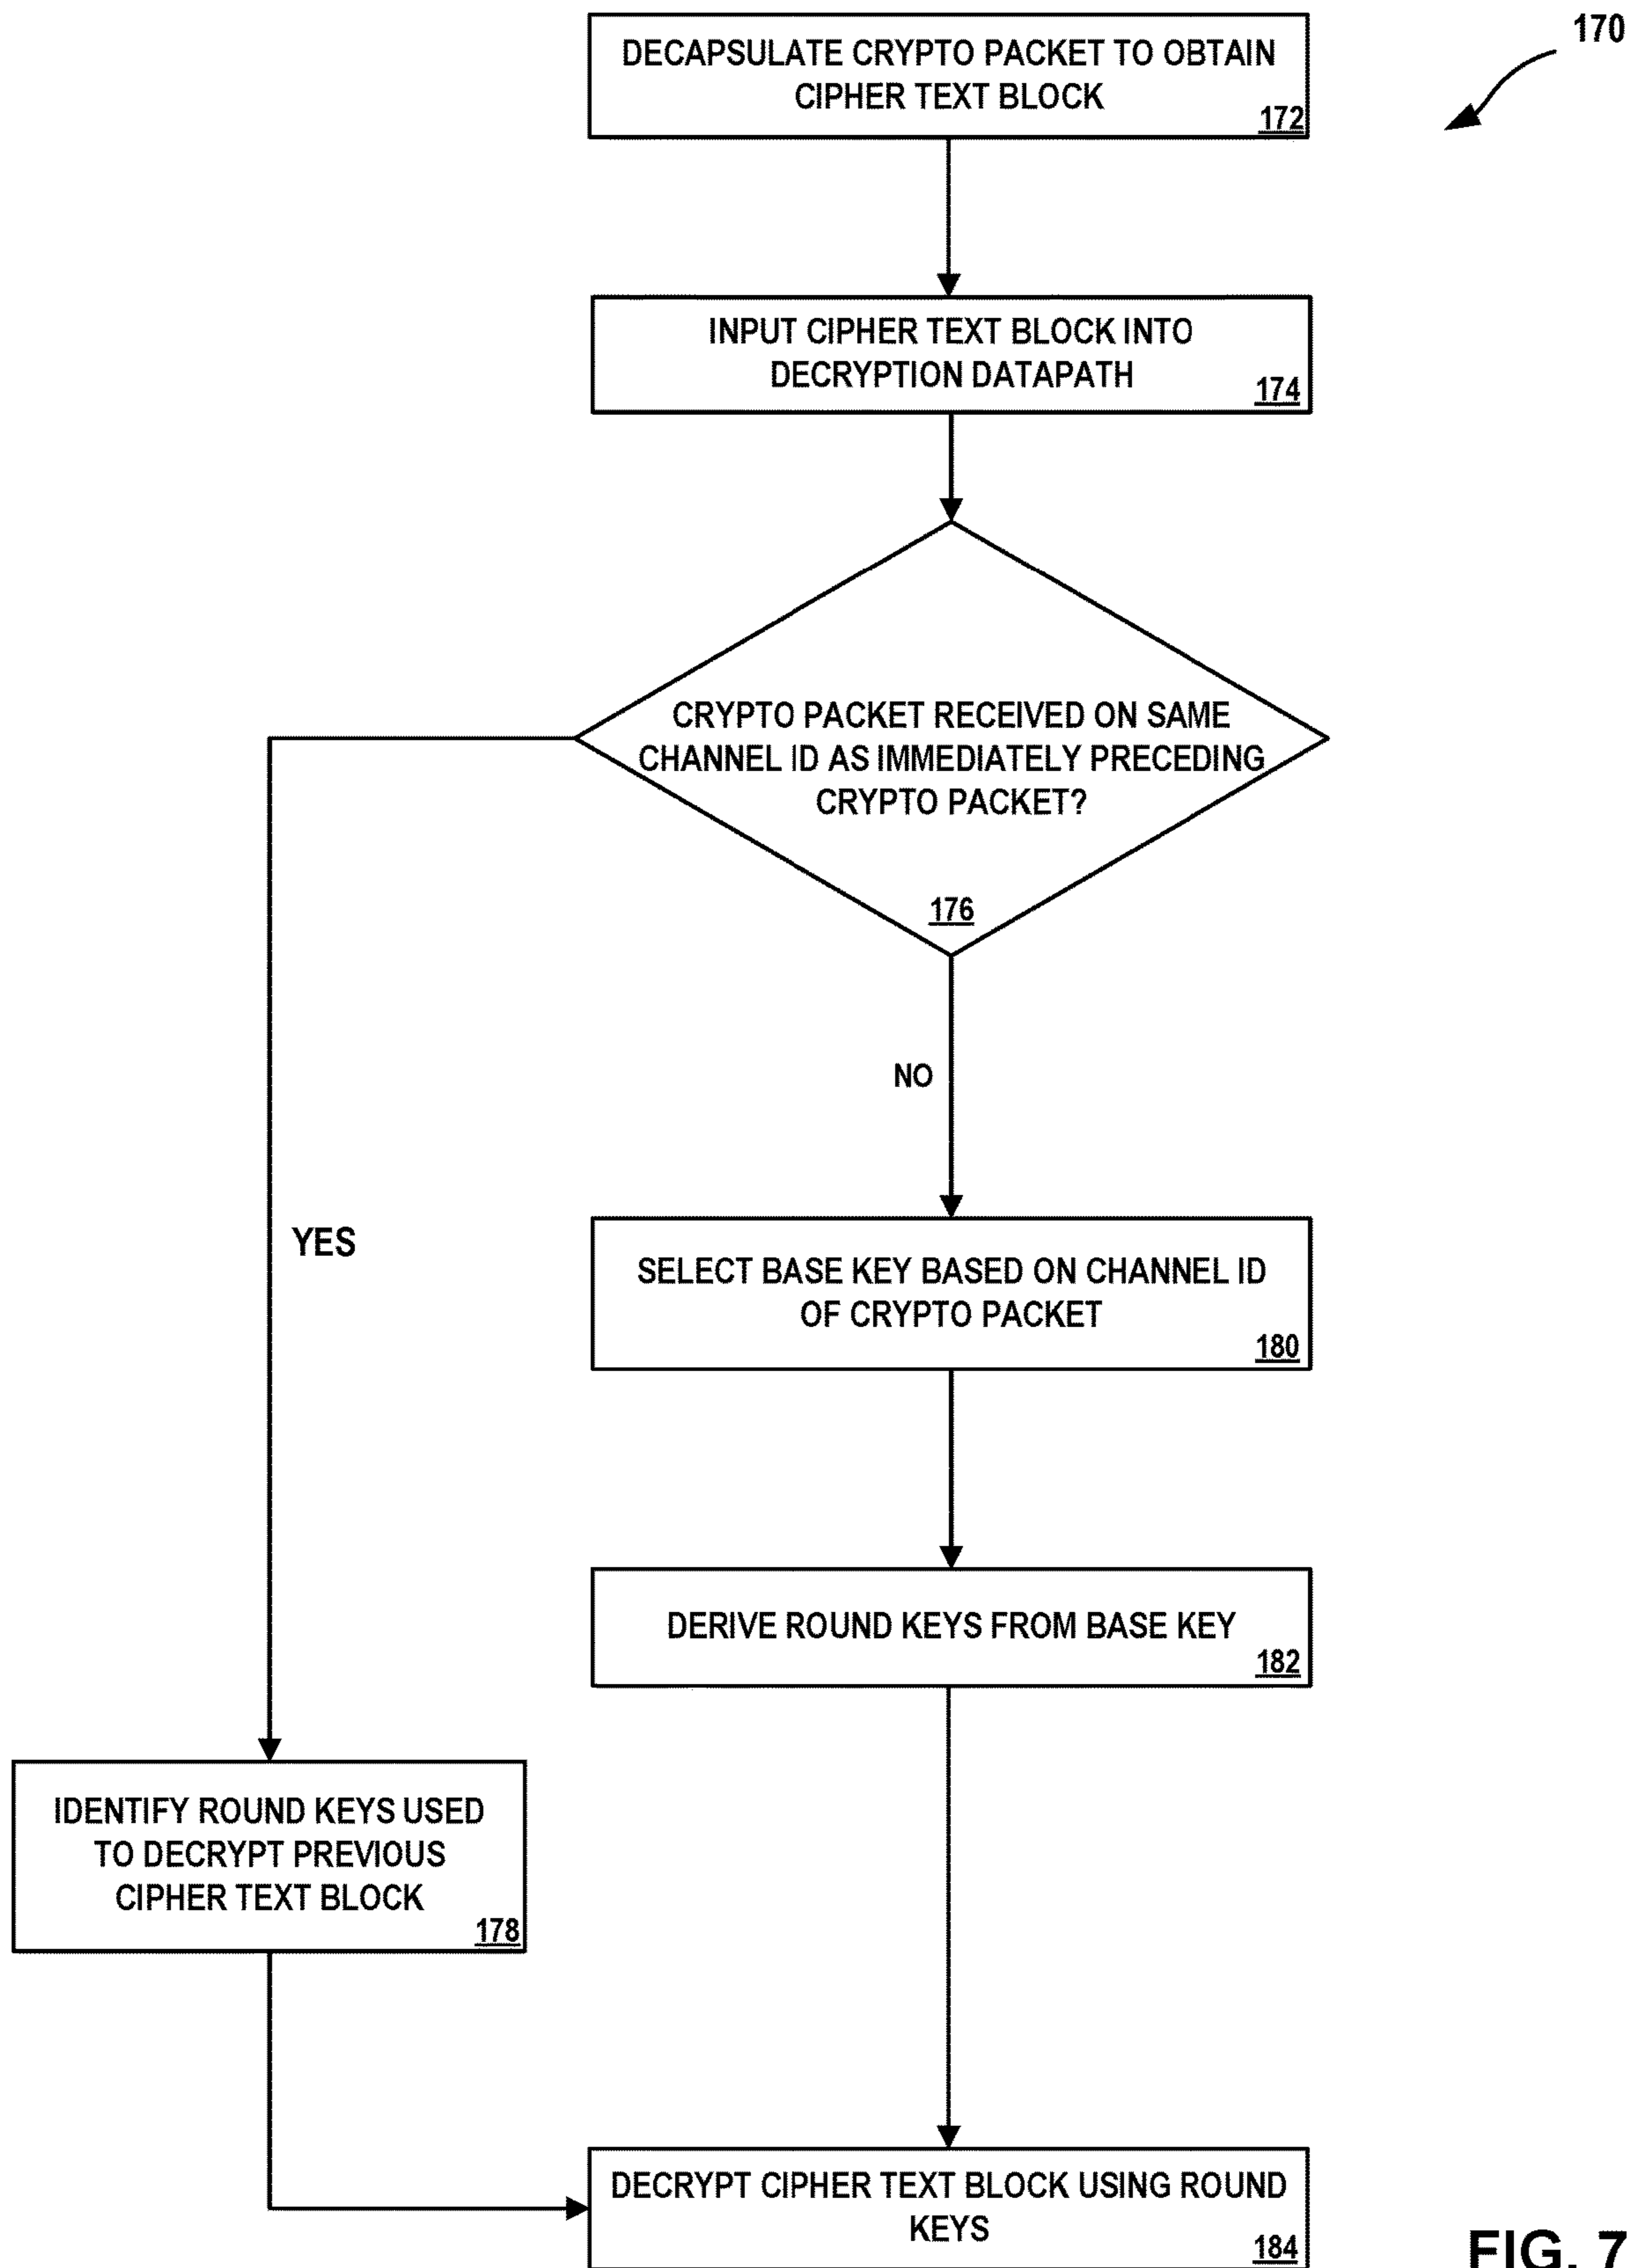 170
DECAPSULATE CRYPTO PACKET TO OBTAIN
CIPHER TEXT BLOCK
172
INPUT CIPHER TEXT BLOCK INTO
DECRYPTION DATAPATH
174
CRYPTO PACKET RECEIVED ON SAME
CHANNEL ID AS IMMEDIATELY PRECEDING
CRYPTO PACKET?
176
NO
YES
SELECT BASE KEY BASED ON CHANNEL ID
OF CRYPTO PACKET
180
DERIVE ROUND KEYS FROM BASE KEY
182
IDENTIFY ROUND KEYS USED
TO DECRYPT PREVIOUS
CIPHER TEXT BLOCK
178
DECRYPT CIPHER TEXT BLOCK USING ROUND
KEYS
184
FIG. 7